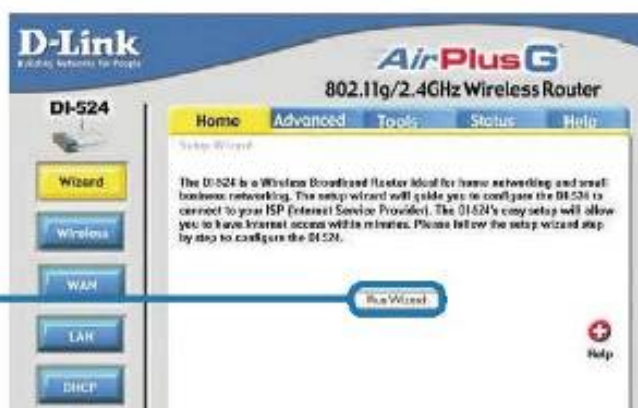 D-Link
Building Networks for People
AirPlus G
802.11g/2.4GHz Wireless Router
DI-524
Home Advanced Tools Status Help
Setup Wizard
Wizard
The DI-524 is a Wireless Broadband Router ideal for home networking and small
business networking. The setup wizard will guide you to configure the DI-524 to
connect to your ISP (Internet Service Provider). The DI-524's easy setup will allow
you to have Internet access within minutes. Please follow the setup wizard step
by step to configure the DI-524.
Wireless
WAN
Run Wizard
LAN
Help
DHCP